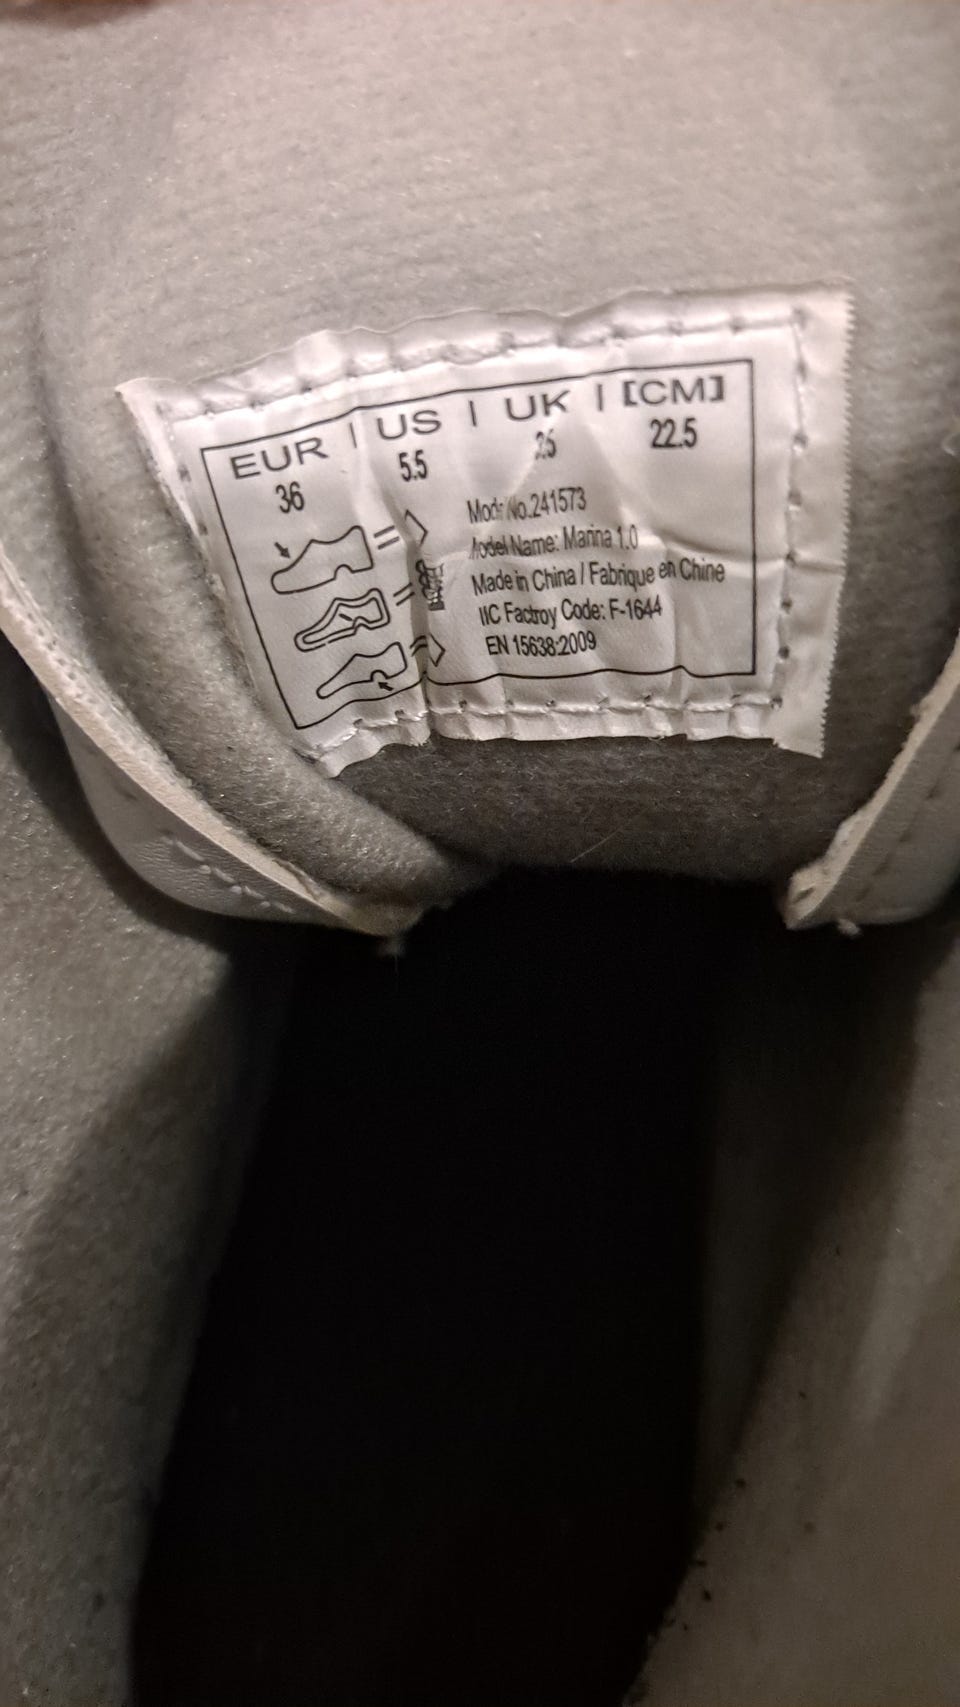 EUR | US | UK | [CM]
36 5.5 22.5
No.241573
Model Name: Marina 1.0
Made in China / Fabrique en Chine
IIC Factroy Code: F-1644
EN 15638:2009